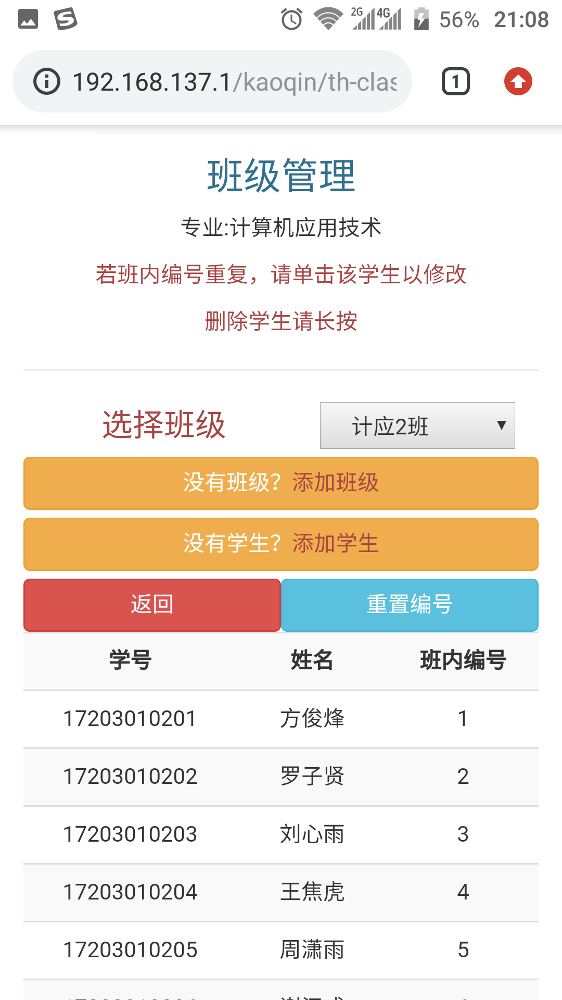 2G 4G 56% 21:08
192.168.137.1/kaoqin/th-clas
1
班级管理
专业:计算机应用技术
若班内编号重复，请单击该学生以修改
删除学生请长按
选择班级 计应2班
没有班级？添加班级
没有学生？添加学生
返回 重置编号
学号 姓名 班内编号
17203010201 方俊烽 1
17203010202 罗子贤 2
17203010203 刘心雨 3
17203010204 王焦虎 4
17203010205 周潇雨 5